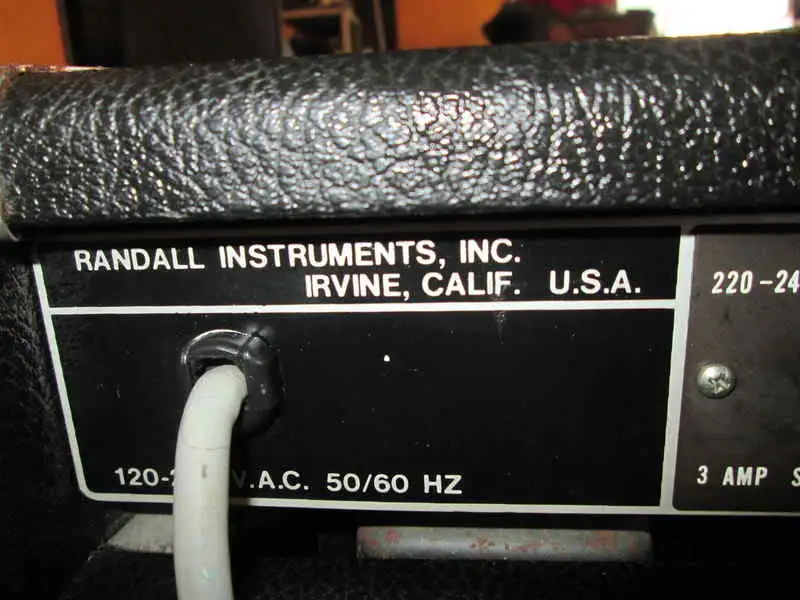 RANDALL INSTRUMENTS, INC.
IRVINE, CALIF. U.S.A.
220-24
120-2 V.A.C. 50/60 HZ
3 AMP S